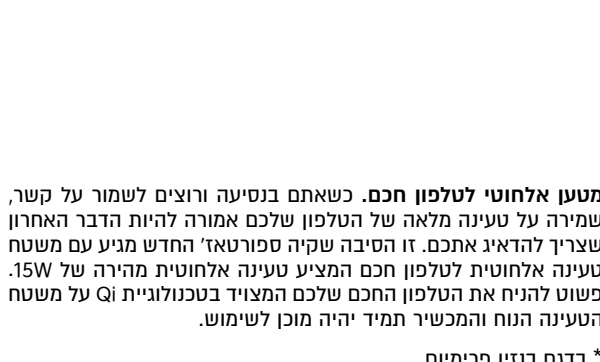 מטען אלחוטי לטלפון חכם. כשאתם בנסיעה ורוצים לשמור על קשר,
שמירה על טעינה מלאה של הטלפון שלכם אמורה להיות הדבר האחרון
שצריך להדאיג אתכם. זו הסיבה שקיה ספורטאז' החדש מגיע עם משטח
טעינה אלחוטית לטלפון חכם המציע טעינה אלחוטית מהירה של 15W.
פשוט להניח את הטלפון החכם שלכם המצויד בטכנולוגיית Qi על משטח
הטעינה הנוח והמכשיר תמיד יהיה מוכן לשימוש.
* בדגם בנזין פרימיום